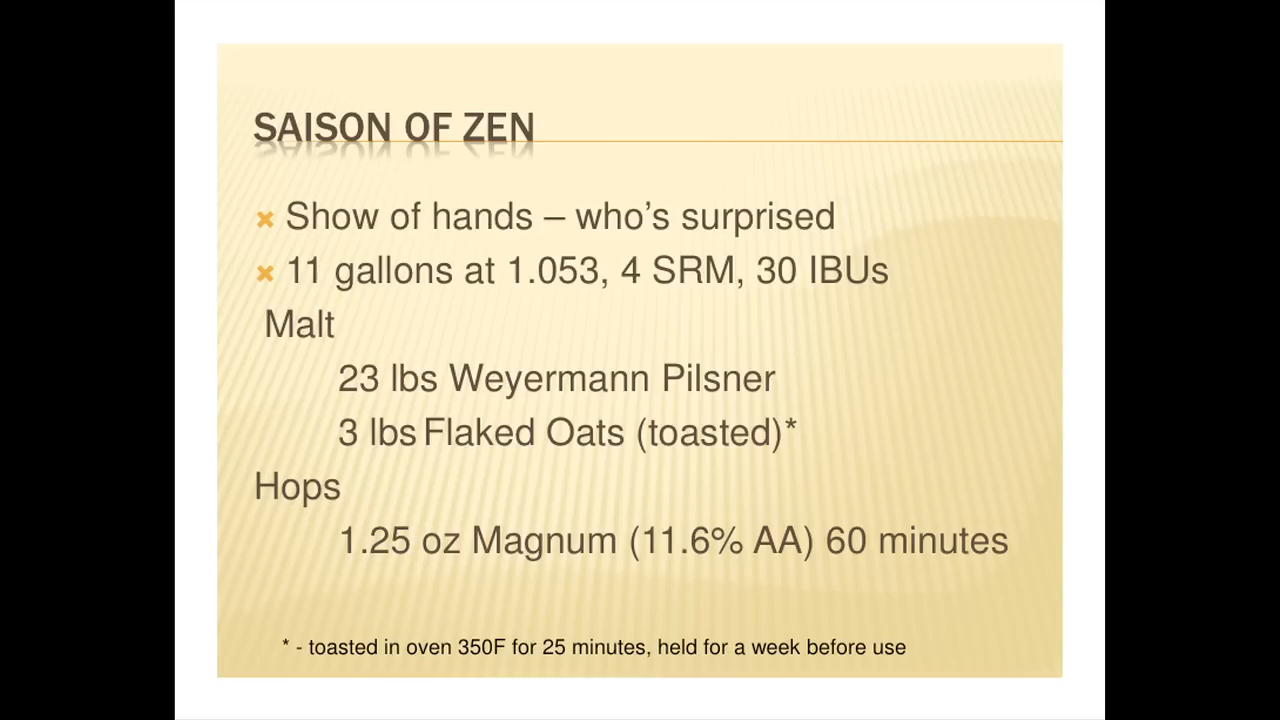 SAISON OF ZEN
Show of hands – who's surprised
11 gallons at 1.053, 4 SRM, 30 IBUs
Malt
23 lbs Weyermann Pilsner
3 lbs Flaked Oats (toasted)*
Hops
1.25 oz Magnum (11.6% AA) 60 minutes
* - toasted in oven 350F for 25 minutes, held for a week before use